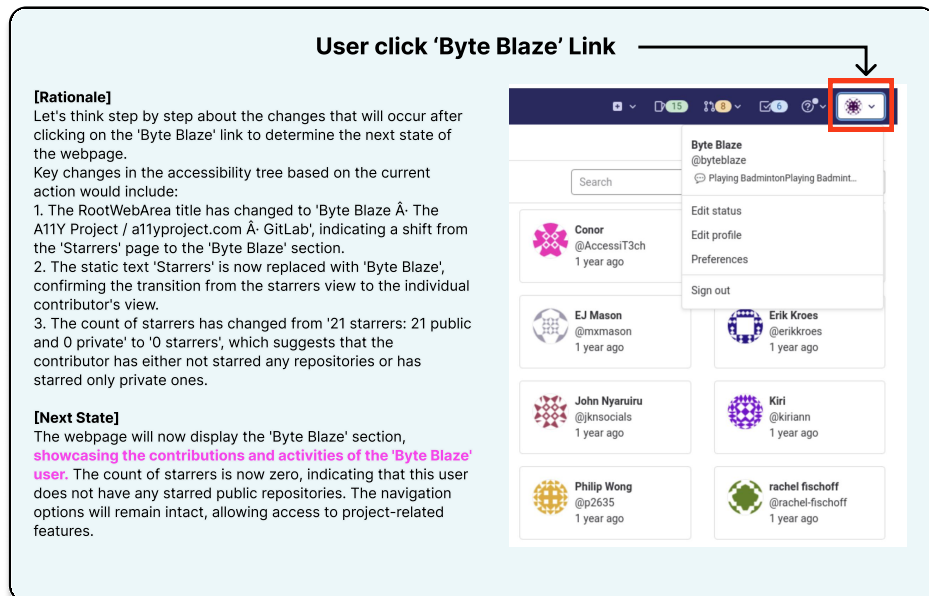 User click ‘Byte Blaze’ Link
[Rationale]
Let's think step by step about the changes that will occur after
clicking on the 'Byte Blaze' link to determine the next state of
the webpage.
Key changes in the accessibility tree based on the current
action would include:
1. The RootWebArea title has changed to 'Byte Blaze Â· The
A11Y Project / a11yproject.com Â· GitLab', indicating a shift from
the 'Starrers' page to the 'Byte Blaze' section.
2. The static text 'Starrers' is now replaced with 'Byte Blaze',
confirming the transition from the starrers view to the individual
contributor's view.
3. The count of starrers has changed from '21 starrers: 21 public
and 0 private' to '0 starrers', which suggests that the
contributor has either not starred any repositories or has
starred only private ones.
[Next State]
The webpage will now display the 'Byte Blaze' section,
showcasing the contributions and activities of the 'Byte Blaze'
user. The count of starrers is now zero, indicating that this user
does not have any starred public repositories. The navigation
options will remain intact, allowing access to project-related
features.
15 8 6
Byte Blaze
@byteblaze
Playing BadmintonPlaying Badmint...
Edit status
Edit profile
Preferences
Sign out
Search
Conor
@AccessiT3ch
1 year ago
EJ Mason
@mxmason
1 year ago
Erik Kroes
@erikkroes
1 year ago
John Nyaruiru
@jknsocials
1 year ago
Kiri
@kiriann
1 year ago
Philip Wong
@p2635
1 year ago
rachel fischoff
@rachel-fischoff
1 year ago